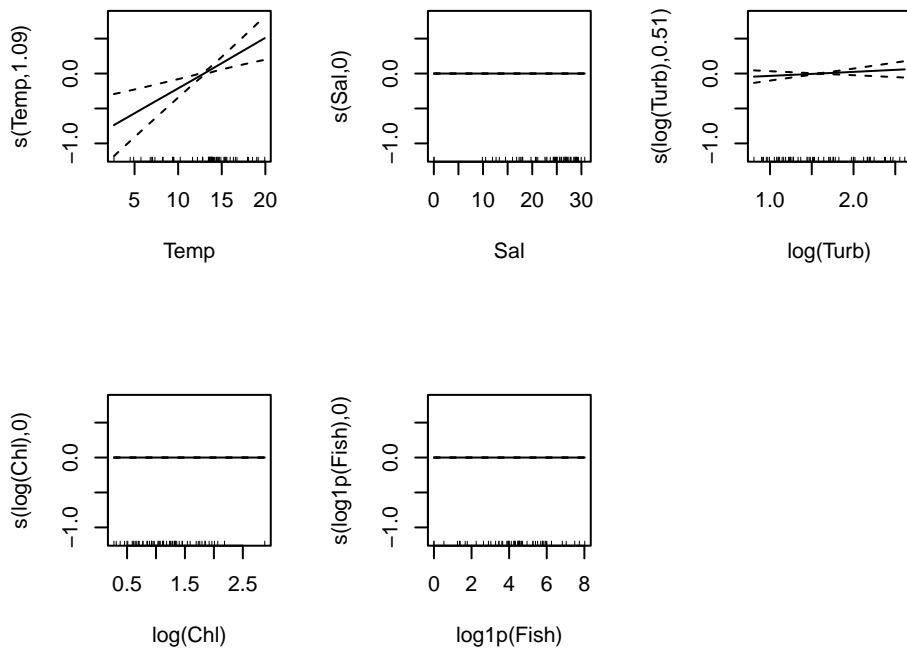 s(Temp,1.09)
0.0
−1.0
5 10 15 20
Temp
s(Sal,0)
0.0
−1.0
0 10 20 30
Sal
s(log(Turb),0.51)
0.0
−1.0
1.0 2.0
log(Turb)
s(log(Chl),0)
0.0
−1.0
0.5 1.5 2.5
log(Chl)
s(log1p(Fish),0)
0.0
−1.0
0 2 4 6 8
log1p(Fish)